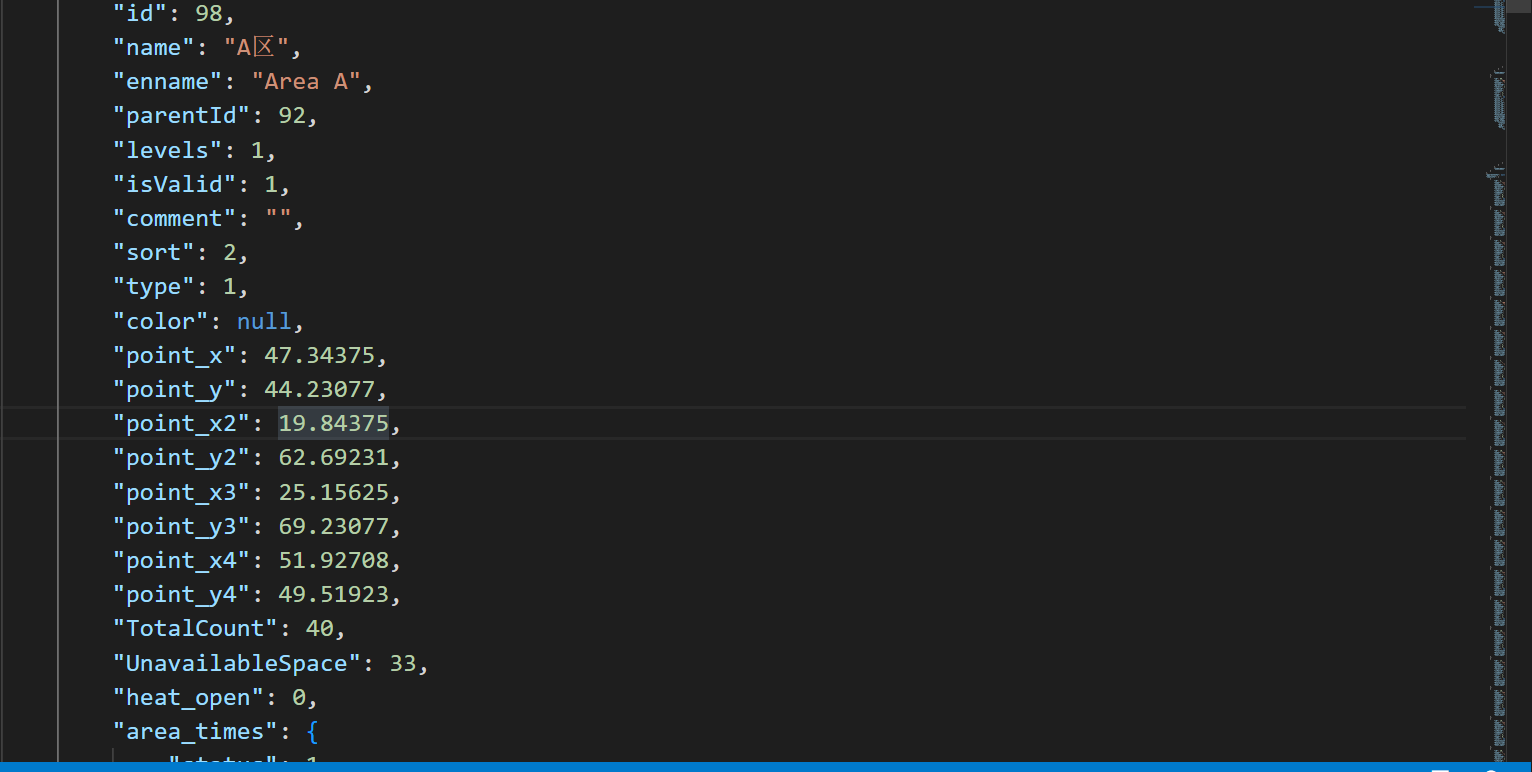 "id": 98,
"name": "A区",
"enname": "Area A",
"parentId": 92,
"levels": 1,
"isValid": 1,
"comment": "",
"sort": 2,
"type": 1,
"color": null,
"point_x": 47.34375,
"point_y": 44.23077,
"point_x2": 19.84375,
"point_y2": 62.69231,
"point_x3": 25.15625,
"point_y3": 69.23077,
"point_x4": 51.92708,
"point_y4": 49.51923,
"TotalCount": 40,
"UnavailableSpace": 33,
"heat_open": 0,
"area_times": {